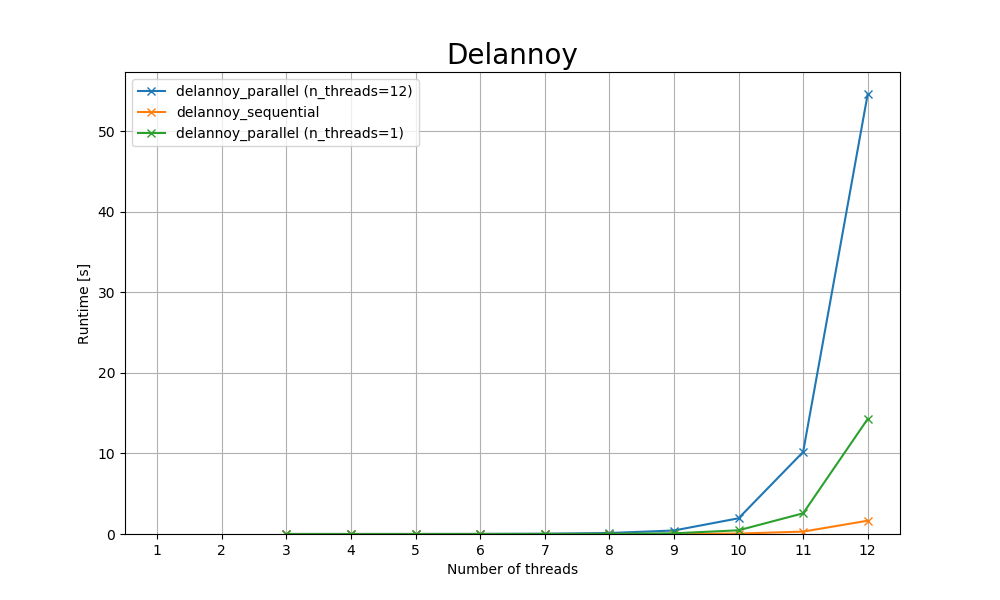 Delannoy
delannoy_parallel (n_threads=12)
delannoy_sequential
delannoy_parallel (n_threads=1)
50
40
30
20
10
0
Runtime [s]
1 2 3 4 5 6 7 8 9 10 11 12
Number of threads